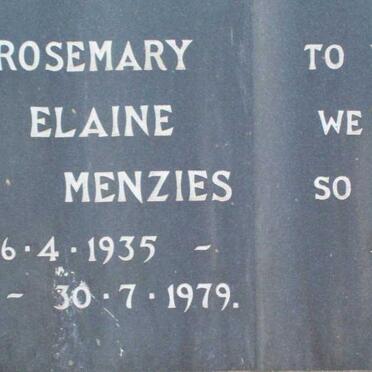 ROSEMARY
ELAINE
MENZIES
6·4·1935 –
– 30·7·1979.
TO
WE
SO